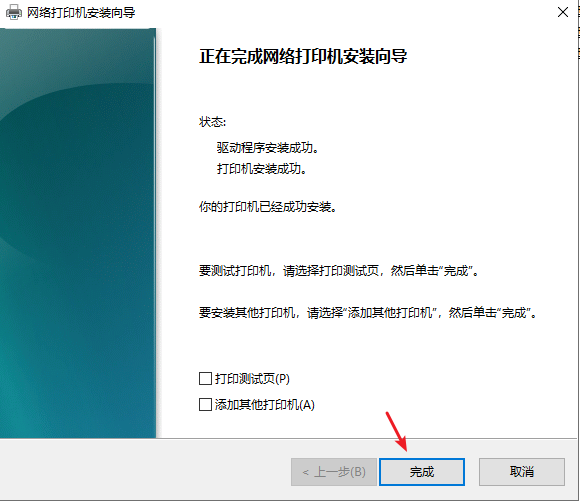 网络打印机安装向导
正在完成网络打印机安装向导
状态:
驱动程序安装成功。
打印机安装成功。
你的打印机已经成功安装。
要测试打印机，请选择打印测试页，然后单击“完成”。
要安装其他打印机，请选择“添加其他打印机”，然后单击“完成”。
打印测试页(P)
添加其他打印机(A)
< 上一步(B)
完成
取消